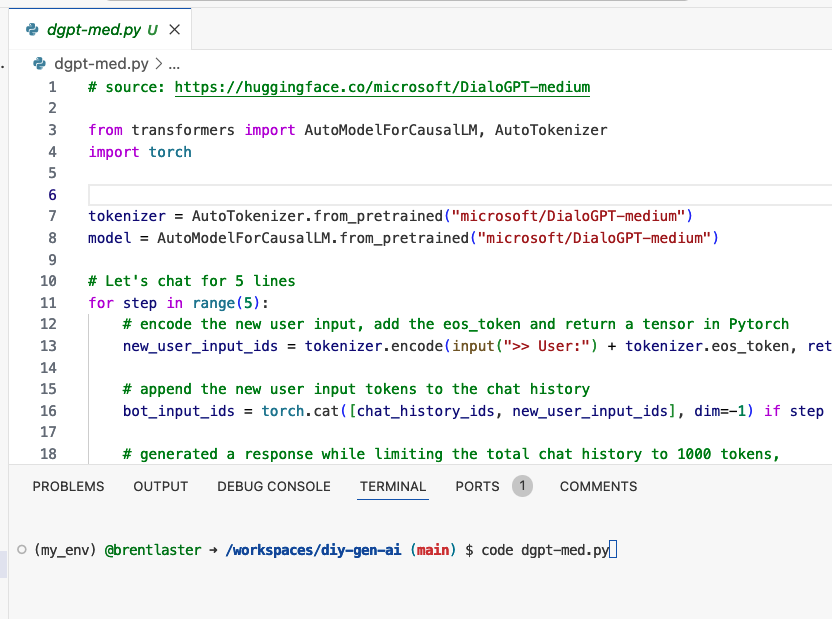 dgpt-med.py U ×
dgpt-med.py > ...
1 # source: https://huggingface.co/microsoft/DialoGPT-medium
2
3 from transformers import AutoModelForCausalLM, AutoTokenizer
4 import torch
5
6
7 tokenizer = AutoTokenizer.from_pretrained("microsoft/DialoGPT-medium")
8 model = AutoModelForCausalLM.from_pretrained("microsoft/DialoGPT-medium")
9
10 # Let's chat for 5 lines
11 for step in range(5):
12 # encode the new user input, add the eos_token and return a tensor in Pytorch
13 new_user_input_ids = tokenizer.encode(input(">> User:") + tokenizer.eos_token, ret
14
15 # append the new user input tokens to the chat history
16 bot_input_ids = torch.cat([chat_history_ids, new_user_input_ids], dim=-1) if step
17
18 # generated a response while limiting the total chat history to 1000 tokens,
PROBLEMS OUTPUT DEBUG CONSOLE TERMINAL PORTS 1 COMMENTS
(my_env) @brentlaster → /workspaces/diy-gen-ai (main) $ code dgpt-med.py